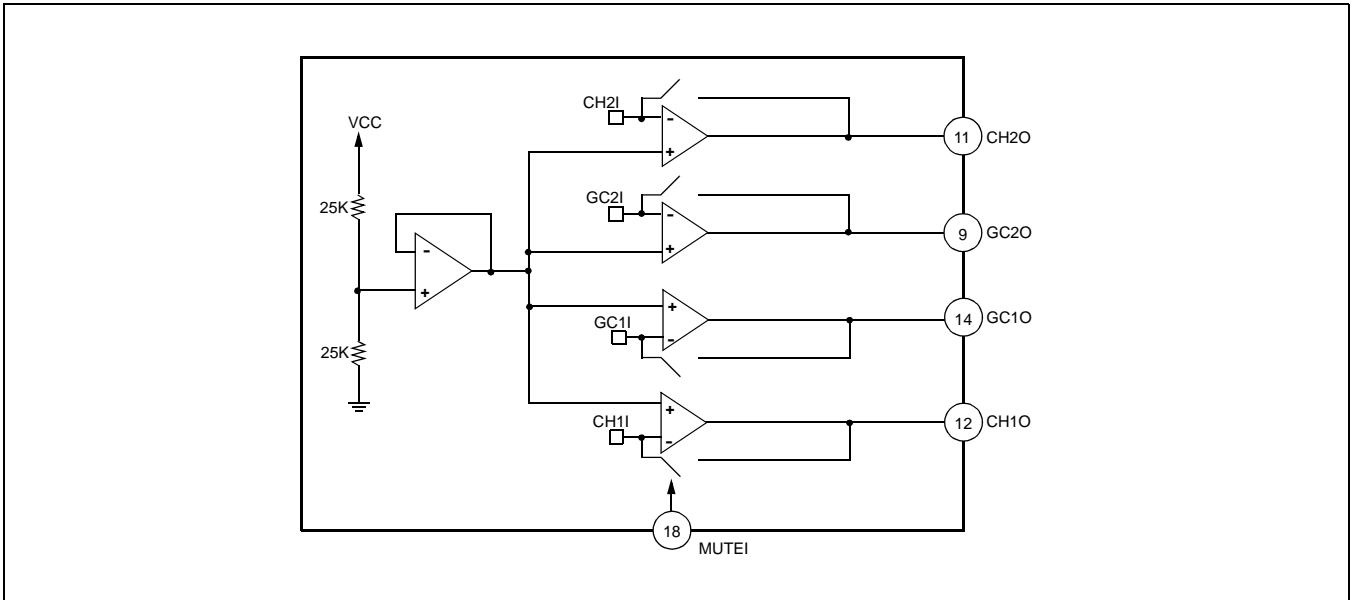 VCC
25K
25K
CH2I
-
+
11
CH2O
GC2I
-
+
9
GC2O
-
+
+
-
GC1I
14
GC1O
+
-
CH1I
12
CH1O
18
MUTEI